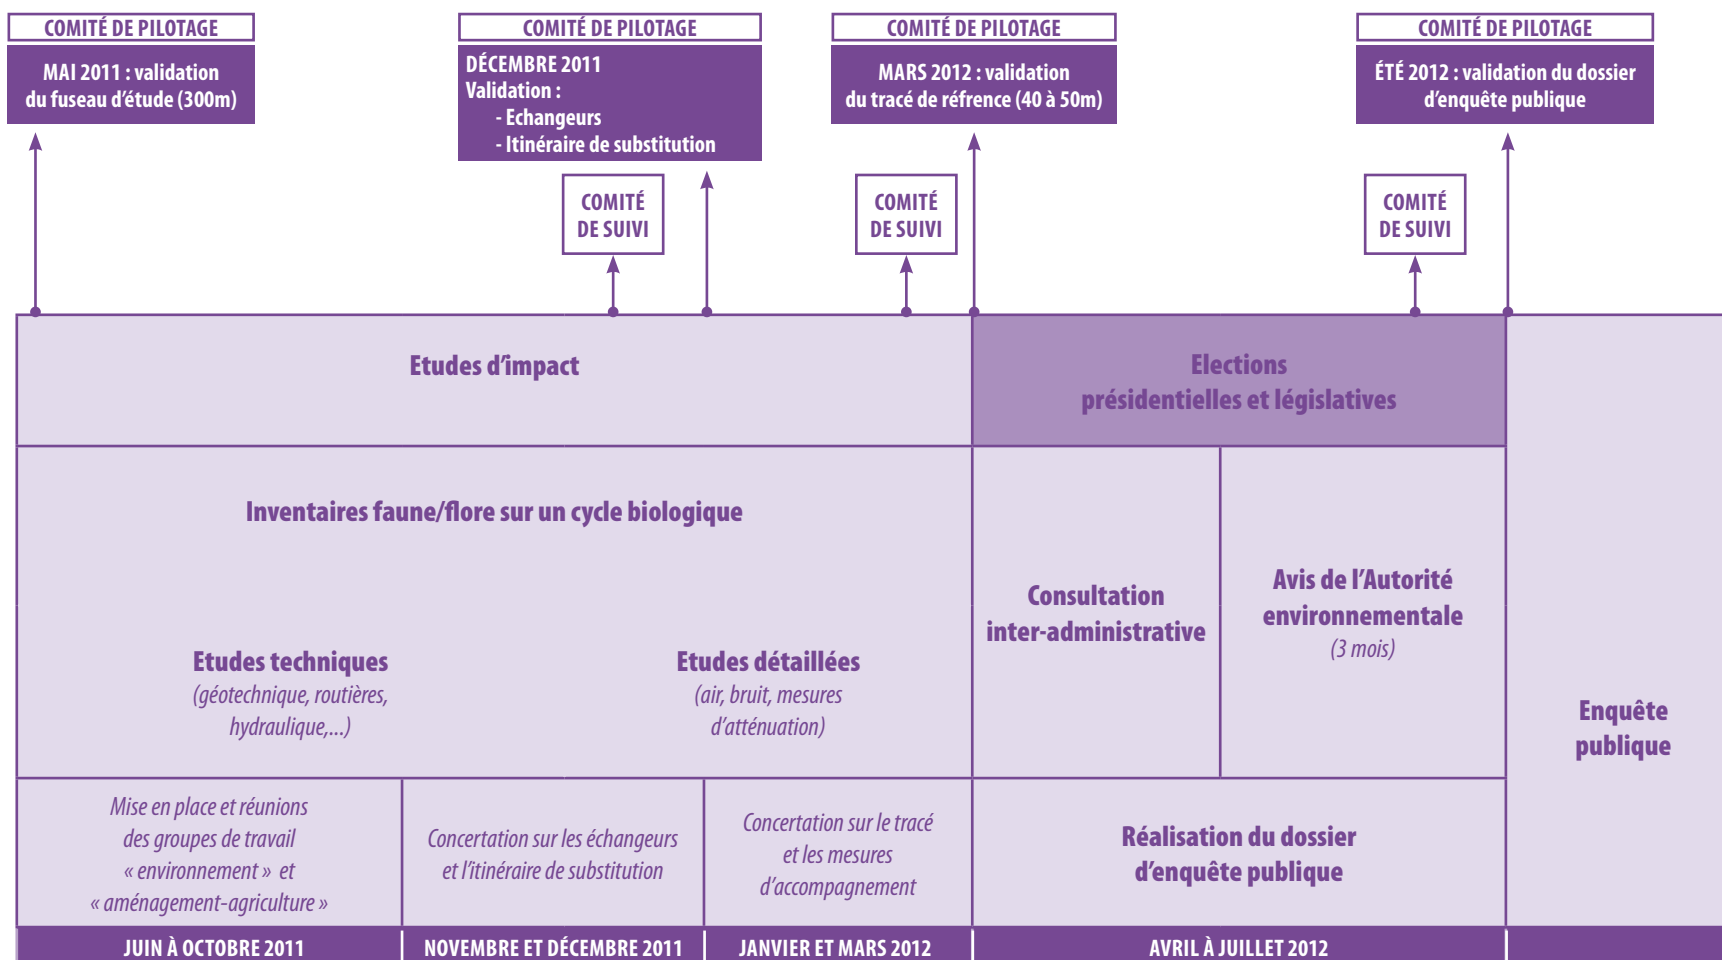 COMITÉ DE PILOTAGE
MAI 2011 : validation
du fuseau d'étude (300m)
COMITÉ DE PILOTAGE
DÉCEMBRE 2011
Validation :
- Echangeurs
- Itinéraire de substitution
COMITÉ DE PILOTAGE
MARS 2012 : validation
du tracé de réfrence (40 à 50m)
COMITÉ DE PILOTAGE
ÉTÉ 2012 : validation du dossier
d'enquête publique
COMITÉ
DE SUIVI
COMITÉ
DE SUIVI
COMITÉ
DE SUIVI
Etudes d'impact
Elections
présidentielles et législatives
Inventaires faune/flore sur un cycle biologique
Etudes techniques
(géotechnique, routières,
hydraulique,...)
Etudes détaillées
(air, bruit, mesures
d'atténuation)
Consultation
inter-administrative
Avis de l'Autorité
environnementale
(3 mois)
Enquête
publique
Mise en place et réunions
des groupes de travail
« environnement » et
« aménagement-agriculture »
Concertation sur les échangeurs
et l'itinéraire de substitution
Concertation sur le tracé
et les mesures
d'accompagnement
Réalisation du dossier
d'enquête publique
JUIN À OCTOBRE 2011
NOVEMBRE ET DÉCEMBRE 2011
JANVIER ET MARS 2012
AVRIL À JUILLET 2012